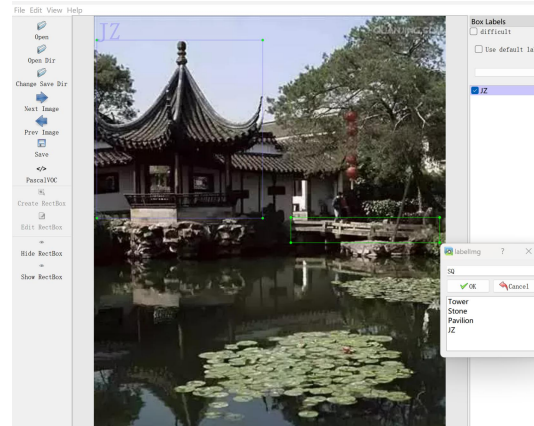 File Edit View Help
Open
Open Dir
Change Save Dir
Next Image
Prev Image
Save
</>
PascalVOC
Create RectBox
Edit RectBox
Hide RectBox
Show RectBox
JZ
Box Labels
difficult
Use default la
JZ
labelImg ? ×
SQ
OK Cancel
Tower
Stone
Pavilion
JZ